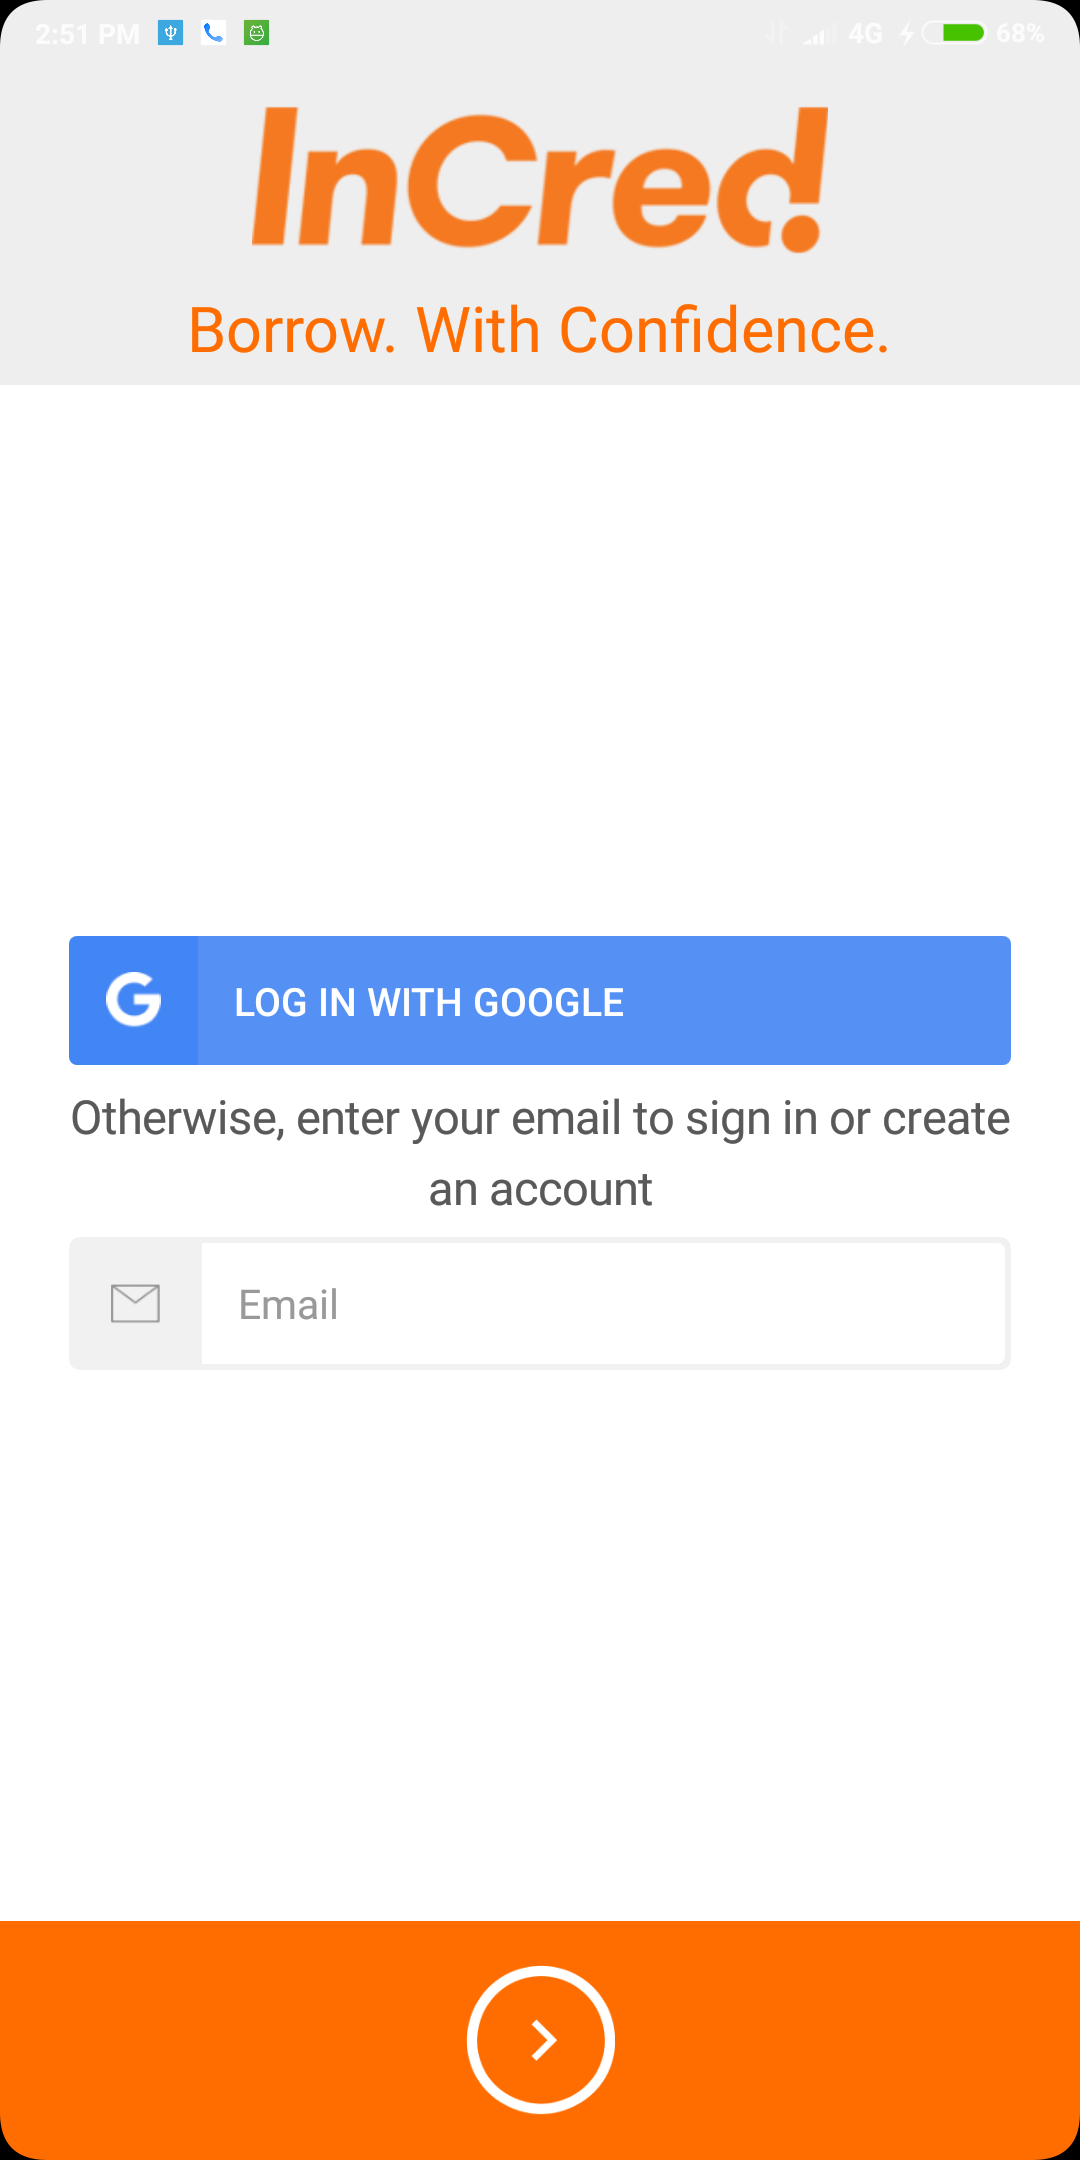 2:51 PM 4G 68%
InCred
Borrow. With Confidence.
LOG IN WITH GOOGLE
Otherwise, enter your email to sign in or create
an account
Email